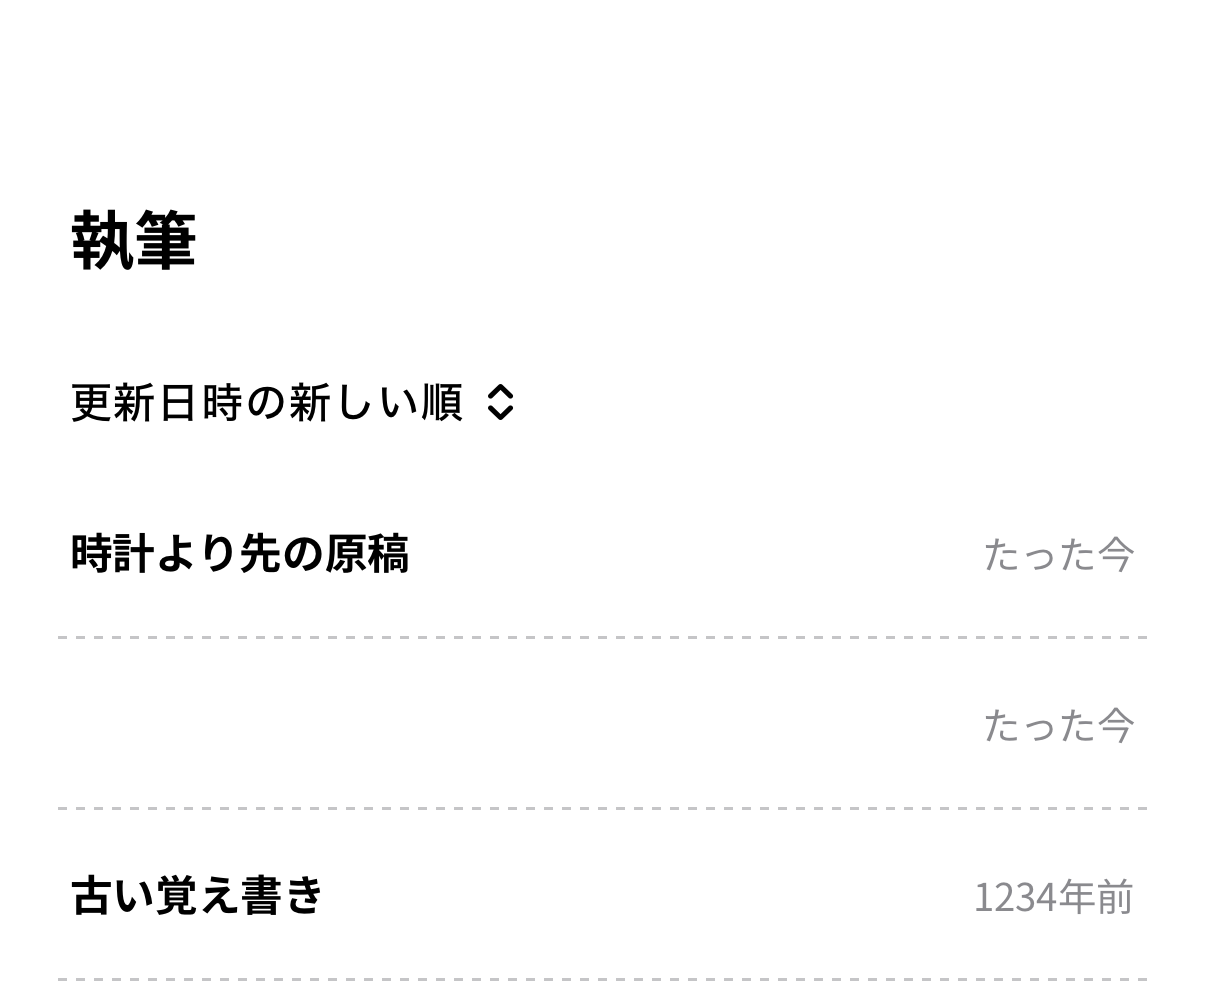 執筆
更新日時の新しい順
時計より先の原稿 たった今
たった今
古い覚え書き 1234年前